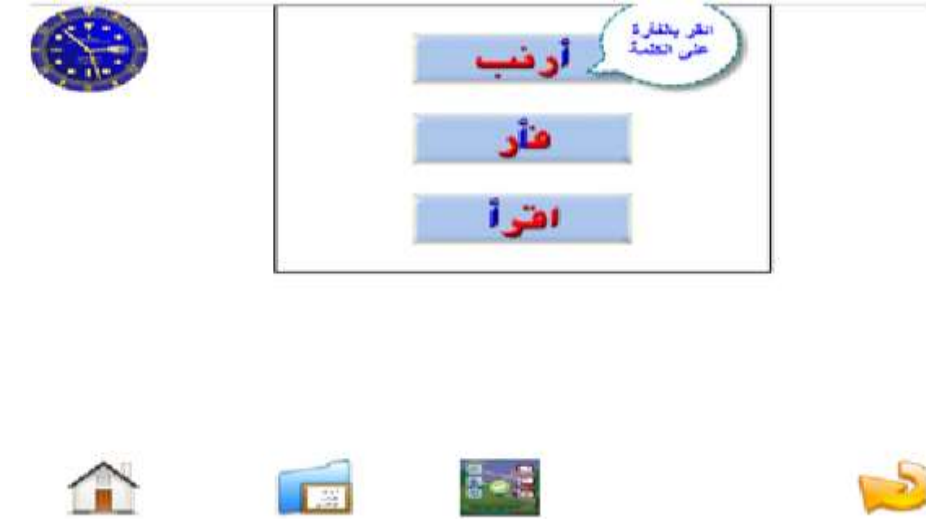 انقر بالفأرة
على الكلمة
أرنب
فأر
اقرأ